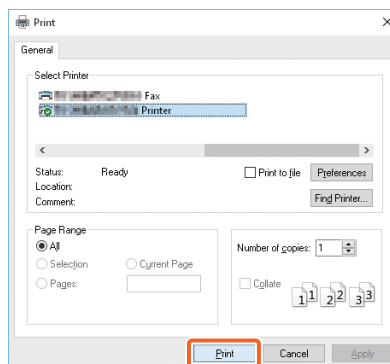 Print
General
Select Printer
Fax
Printer
Status: Ready
Print to file
Preferences
Location:
Comment:
Find Printer...
Page Range
All
Selection
Current Page
Pages:
Number of copies: 1
Collate
1 1 2 2 3 3
Print
Cancel
Apply